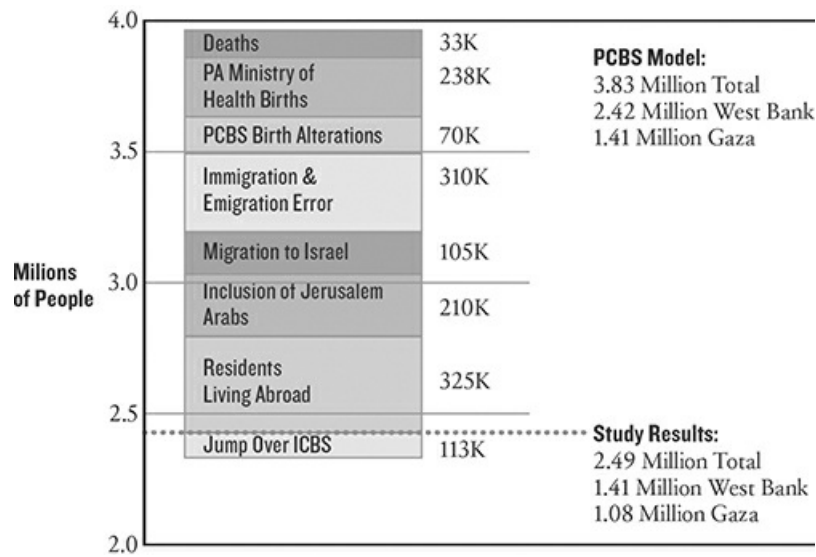 4.0
Deaths 33K
PA Ministry of
Health Births 238K
PCBS Birth Alterations 70K
3.5
Immigration &
Emigration Error 310K
Migration to Israel 105K
Milions
of People
3.0
Inclusion of Jerusalem
Arabs 210K
Residents
Living Abroad 325K
2.5
Jump Over ICBS 113K
2.0
PCBS Model:
3.83 Million Total
2.42 Million West Bank
1.41 Million Gaza
Study Results:
2.49 Million Total
1.41 Million West Bank
1.08 Million Gaza